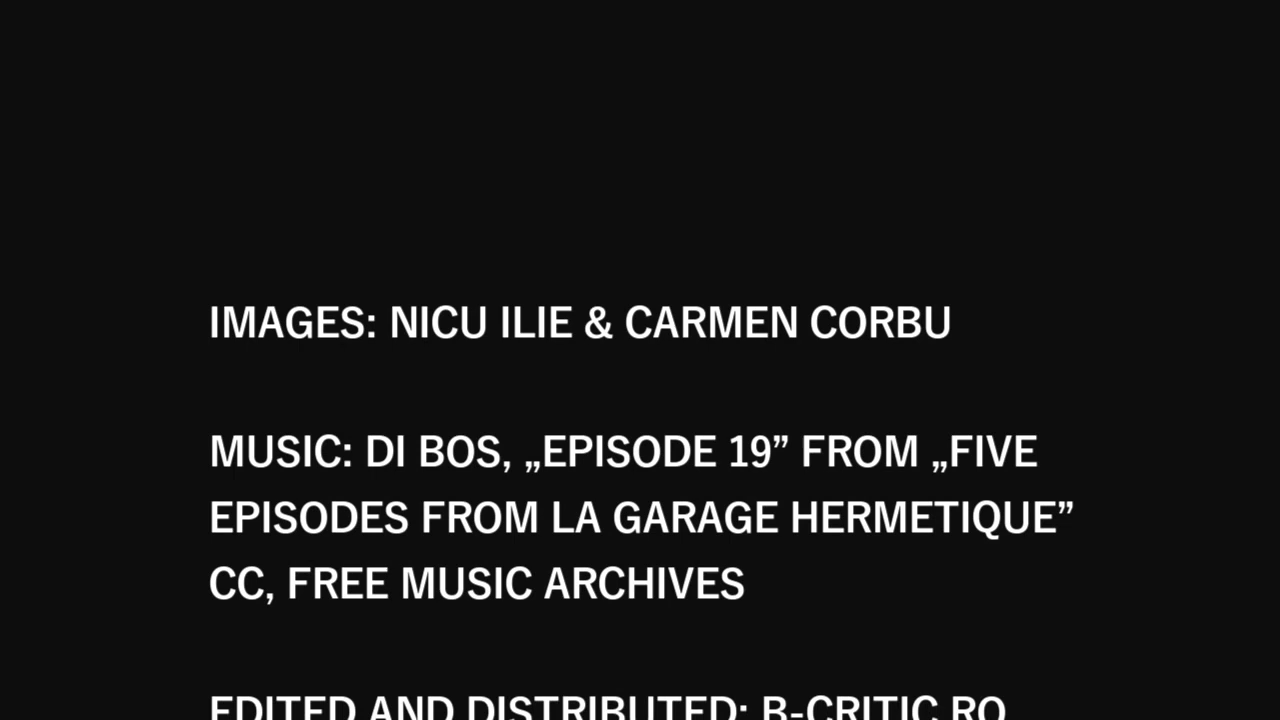 IMAGES: NICU ILIE & CARMEN CORBU
MUSIC: DI BOS, „EPISODE 19” FROM „FIVE
EPISODES FROM LA GARAGE HERMETIQUE”
CC, FREE MUSIC ARCHIVES
EDITED AND DISTRIBUTED: B-CRITIC.RO